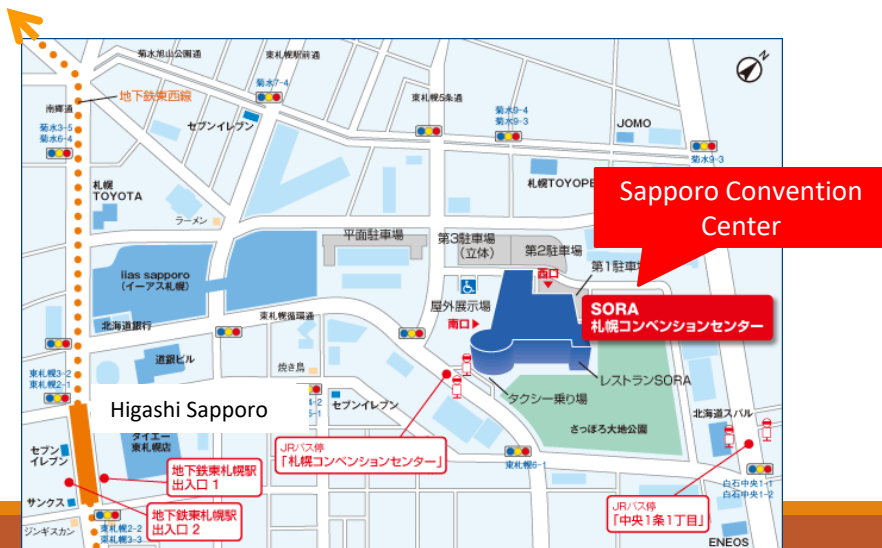 N
菊水旭山公園通
東札幌駅前通
菊水7-4
地下鉄東西線
東札幌5条通
南郷通
セブンイレブン
菊水9-4
菊水9-3
JOMO
菊水3-5
菊水6-4
菊水9-3
札幌
TOYOTA
札幌TOYOPE
Sapporo Convention
Center
ラーメン
平面駐車場
第3駐車場
(立体)
第2駐車場
第1駐車場
西口
iias sapporo
(イーアス札幌)
屋外展示場
南口
SORA
札幌コンベンションセンター
北海道銀行
東札幌循環通
道銀ビル
焼き鳥
東札幌3-2
東札幌2-1
レストランSORA
タクシー乗り場
Higashi Sapporo
4-2
5-1
セブンイレブン
北海道スバル
さっぽろ大地公園
ダイエー
東札幌店
セブン
イレブン
JRバス停
「札幌コンベンションセンター」
東札幌6-1
地下鉄東札幌駅
出入口 1
白石中央1-1
白石中央1-2
サンクス
JRバス停
「中央1条1丁目」
地下鉄東札幌駅
出入口 2
ジンギスカン
東札幌2-2
東札幌3-3
ENEOS